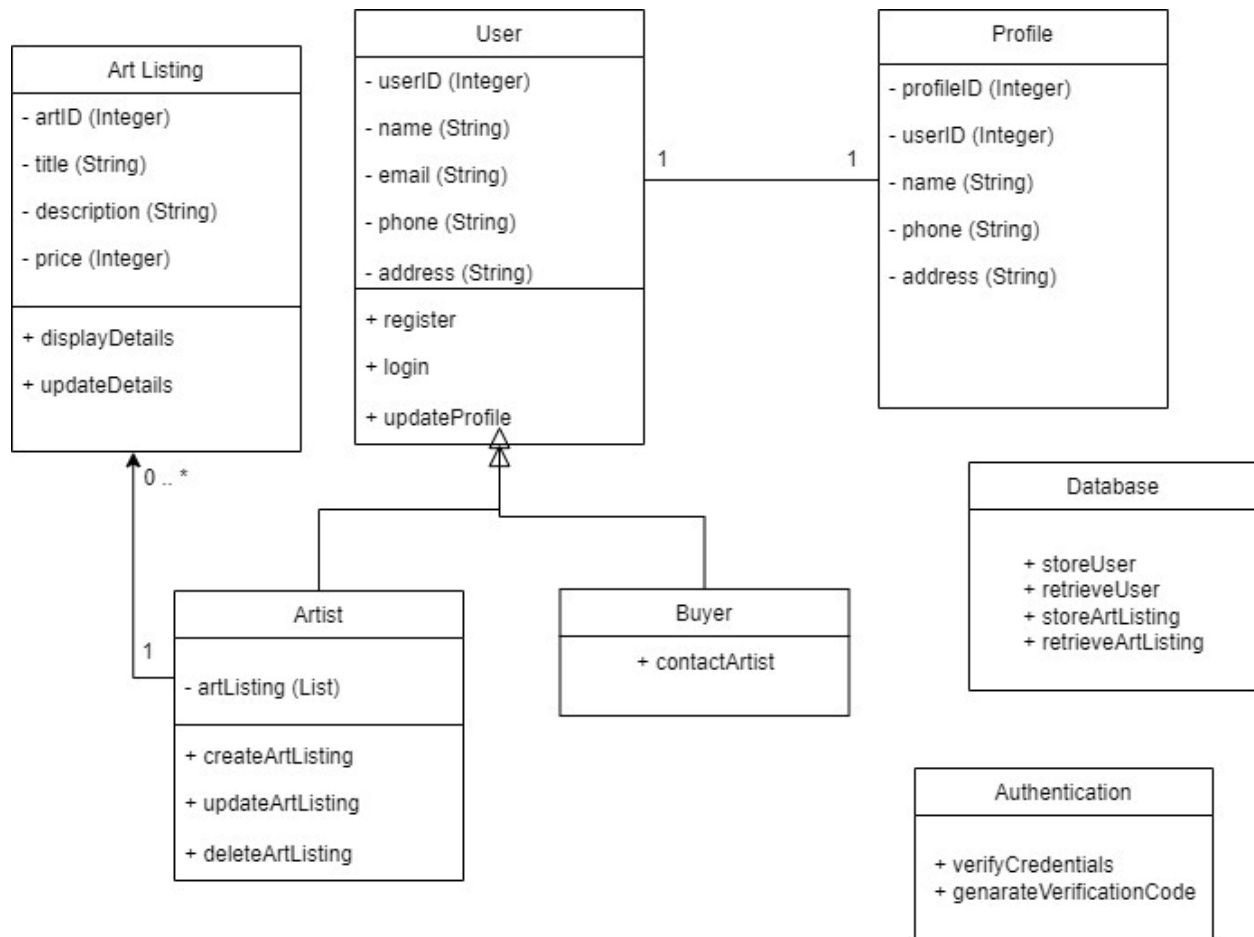 Art Listing
- artID (Integer)
- title (String)
- description (String)
- price (Integer)
+ displayDetails
+ updateDetails
User
- userID (Integer)
- name (String)
- email (String)
- phone (String)
- address (String)
+ register
+ login
+ updateProfile
1
1
Profile
- profileID (Integer)
- userID (Integer)
- name (String)
- phone (String)
- address (String)
0 .. *
1
Artist
- artListing (List)
+ createArtListing
+ updateArtListing
+ deleteArtListing
Buyer
+ contactArtist
Database
+ storeUser
+ retrieveUser
+ storeArtListing
+ retrieveArtListing
Authentication
+ verifyCredentials
+ genarateVerificationCode